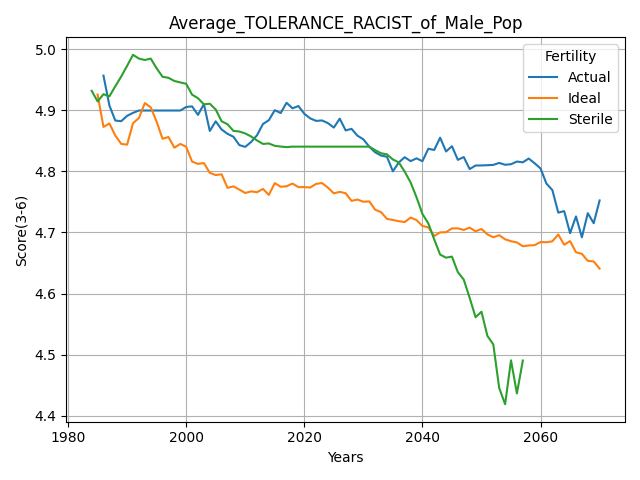 Average_TOLERANCE_RACIST_of_Male_Pop
Fertility
Actual
Ideal
Sterile
Score(3-6)
5.0
4.9
4.8
4.7
4.6
4.5
4.4
1980
2000
2020
2040
2060
Years